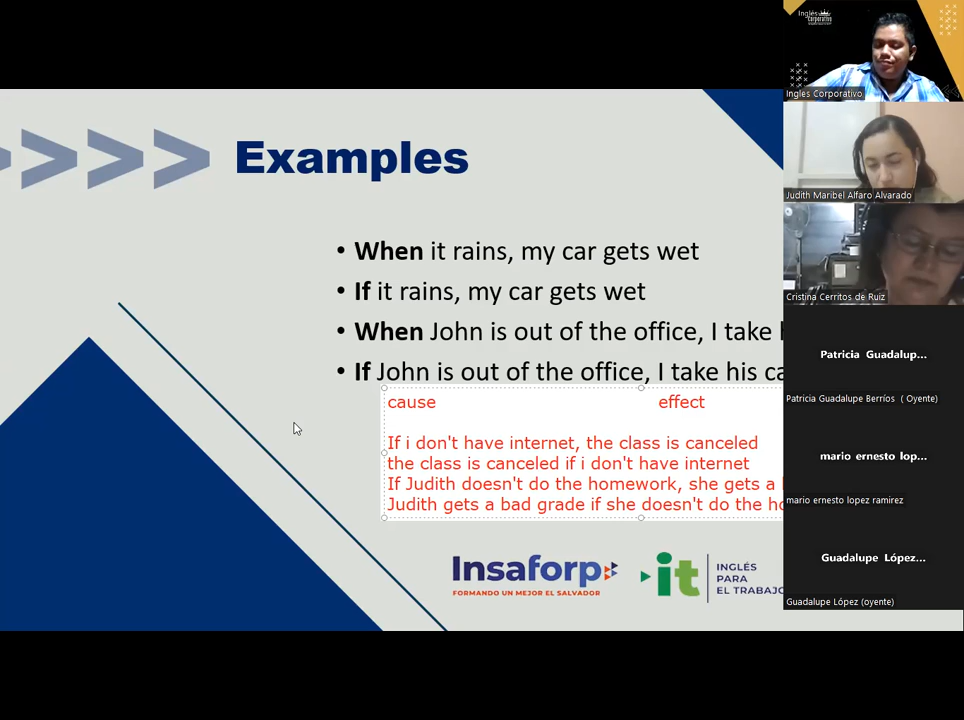 Examples
• When it rains, my car gets wet
• If it rains, my car gets wet
• When John is out of the office, I take
• If John is out of the office, I take his
cause effect
If i don't have internet, the class is canceled
the class is canceled if i don't have internet
If Judith doesn't do the homework, she gets a
Judith gets a bad grade if she doesn't do the
Insaforp
FORMANDO UN MEJOR EL SALVADOR
it
INGLÉS
PARA
EL TRABAJO
Inglés
corporativo
Ingles Corporativo
Judith Maribel Alfaro Alvarado
Cristina Cerritos de Ruiz
Patricia Guadalup...
Patricia Guadalupe Berríos ( Oyente)
mario ernesto lop...
mario ernesto lopez ramirez
Guadalupe López...
Guadalupe López (oyente)